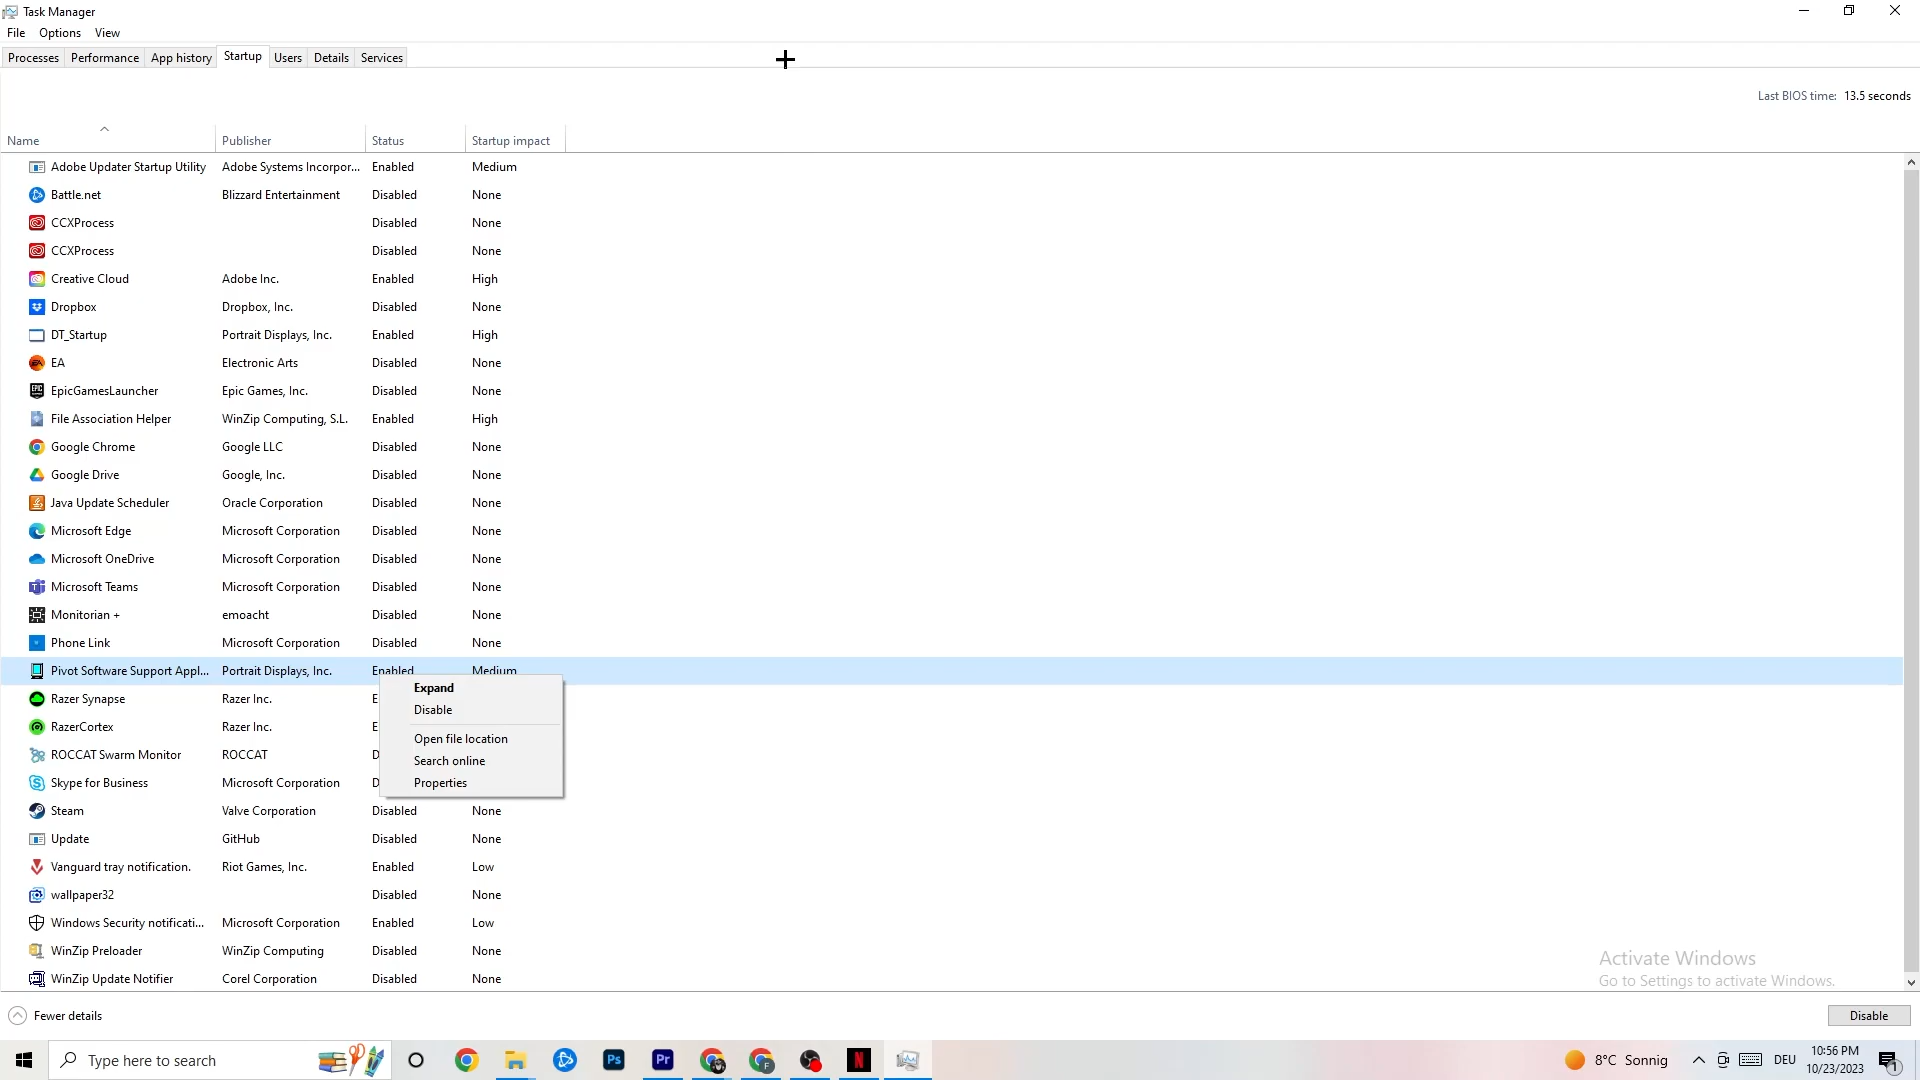 Task Manager
File Options View
Processes Performance App history Startup Users Details Services
Last BIOS time: 13.5 seconds
Name Publisher Status Startup impact
Adobe Updater Startup Utility Adobe Systems Incorpor... Enabled Medium
Battle.net Blizzard Entertainment Disabled None
CCXProcess Disabled None
CCXProcess Disabled None
Creative Cloud Adobe Inc. Enabled High
Dropbox Dropbox, Inc. Disabled None
DT_Startup Portrait Displays, Inc. Enabled High
EA Electronic Arts Disabled None
EpicGamesLauncher Epic Games, Inc. Disabled None
File Association Helper WinZip Computing, S.L. Enabled High
Google Chrome Google LLC Disabled None
Google Drive Google, Inc. Disabled None
Java Update Scheduler Oracle Corporation Disabled None
Microsoft Edge Microsoft Corporation Disabled None
Microsoft OneDrive Microsoft Corporation Disabled None
Microsoft Teams Microsoft Corporation Disabled None
Monitorian + emoacht Disabled None
Phone Link Microsoft Corporation Disabled None
Pivot Software Support Appl... Portrait Displays, Inc. Enabled Medium
Razer Synapse Razer Inc. E
RazerCortex Razer Inc. E
ROCCAT Swarm Monitor ROCCAT D
Skype for Business Microsoft Corporation D
Expand
Disable
Open file location
Search online
Properties
Steam Valve Corporation Disabled None
Update GitHub Disabled None
Vanguard tray notification. Riot Games, Inc. Enabled Low
wallpaper32 Disabled None
Windows Security notificati... Microsoft Corporation Enabled Low
WinZip Preloader WinZip Computing Disabled None
WinZip Update Notifier Corel Corporation Disabled None
Activate Windows
Go to Settings to activate Windows.
Fewer details
Disable
Type here to search
Ps
Pr
F
N
8°C Sonnig
DEU
10:56 PM
10/23/2023
1